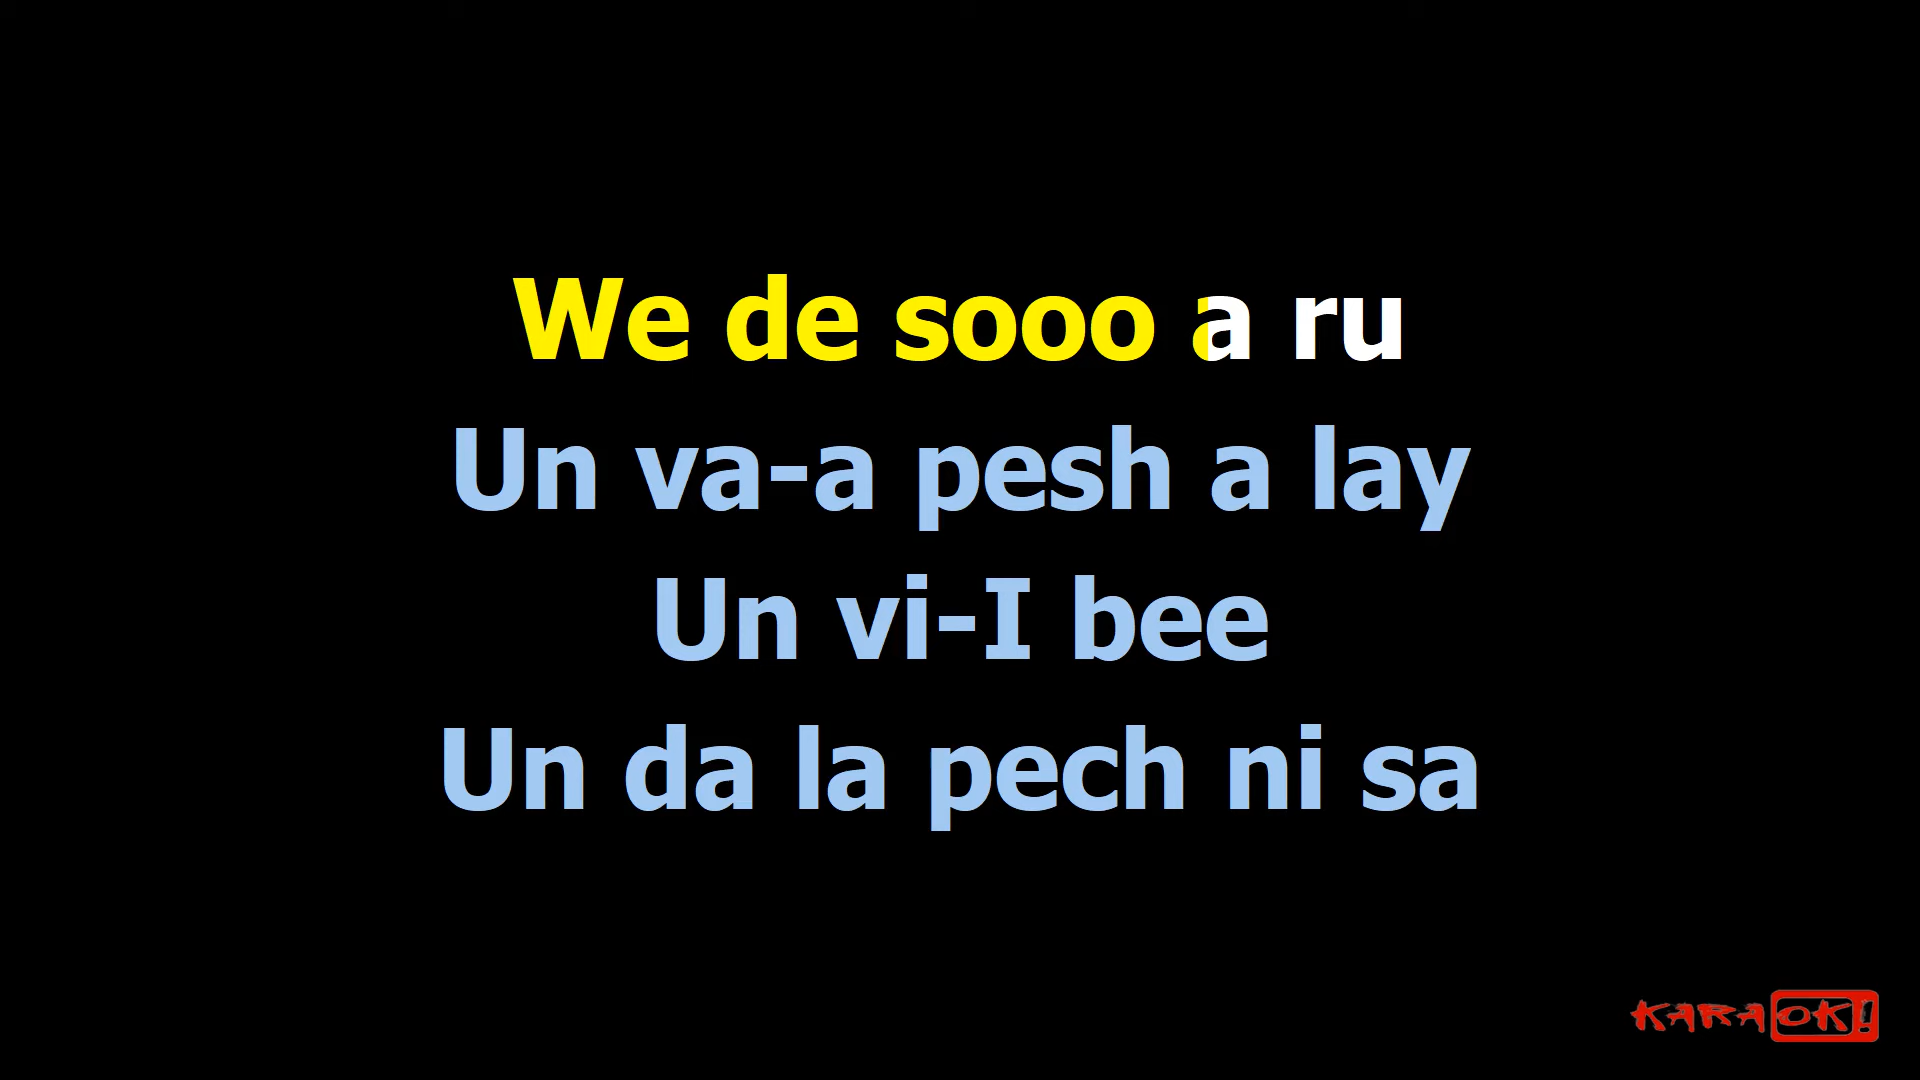 We de sooo a ru
Un va-a pesh a lay
Un vi-I bee
Un da la pech ni sa
KARAOK!